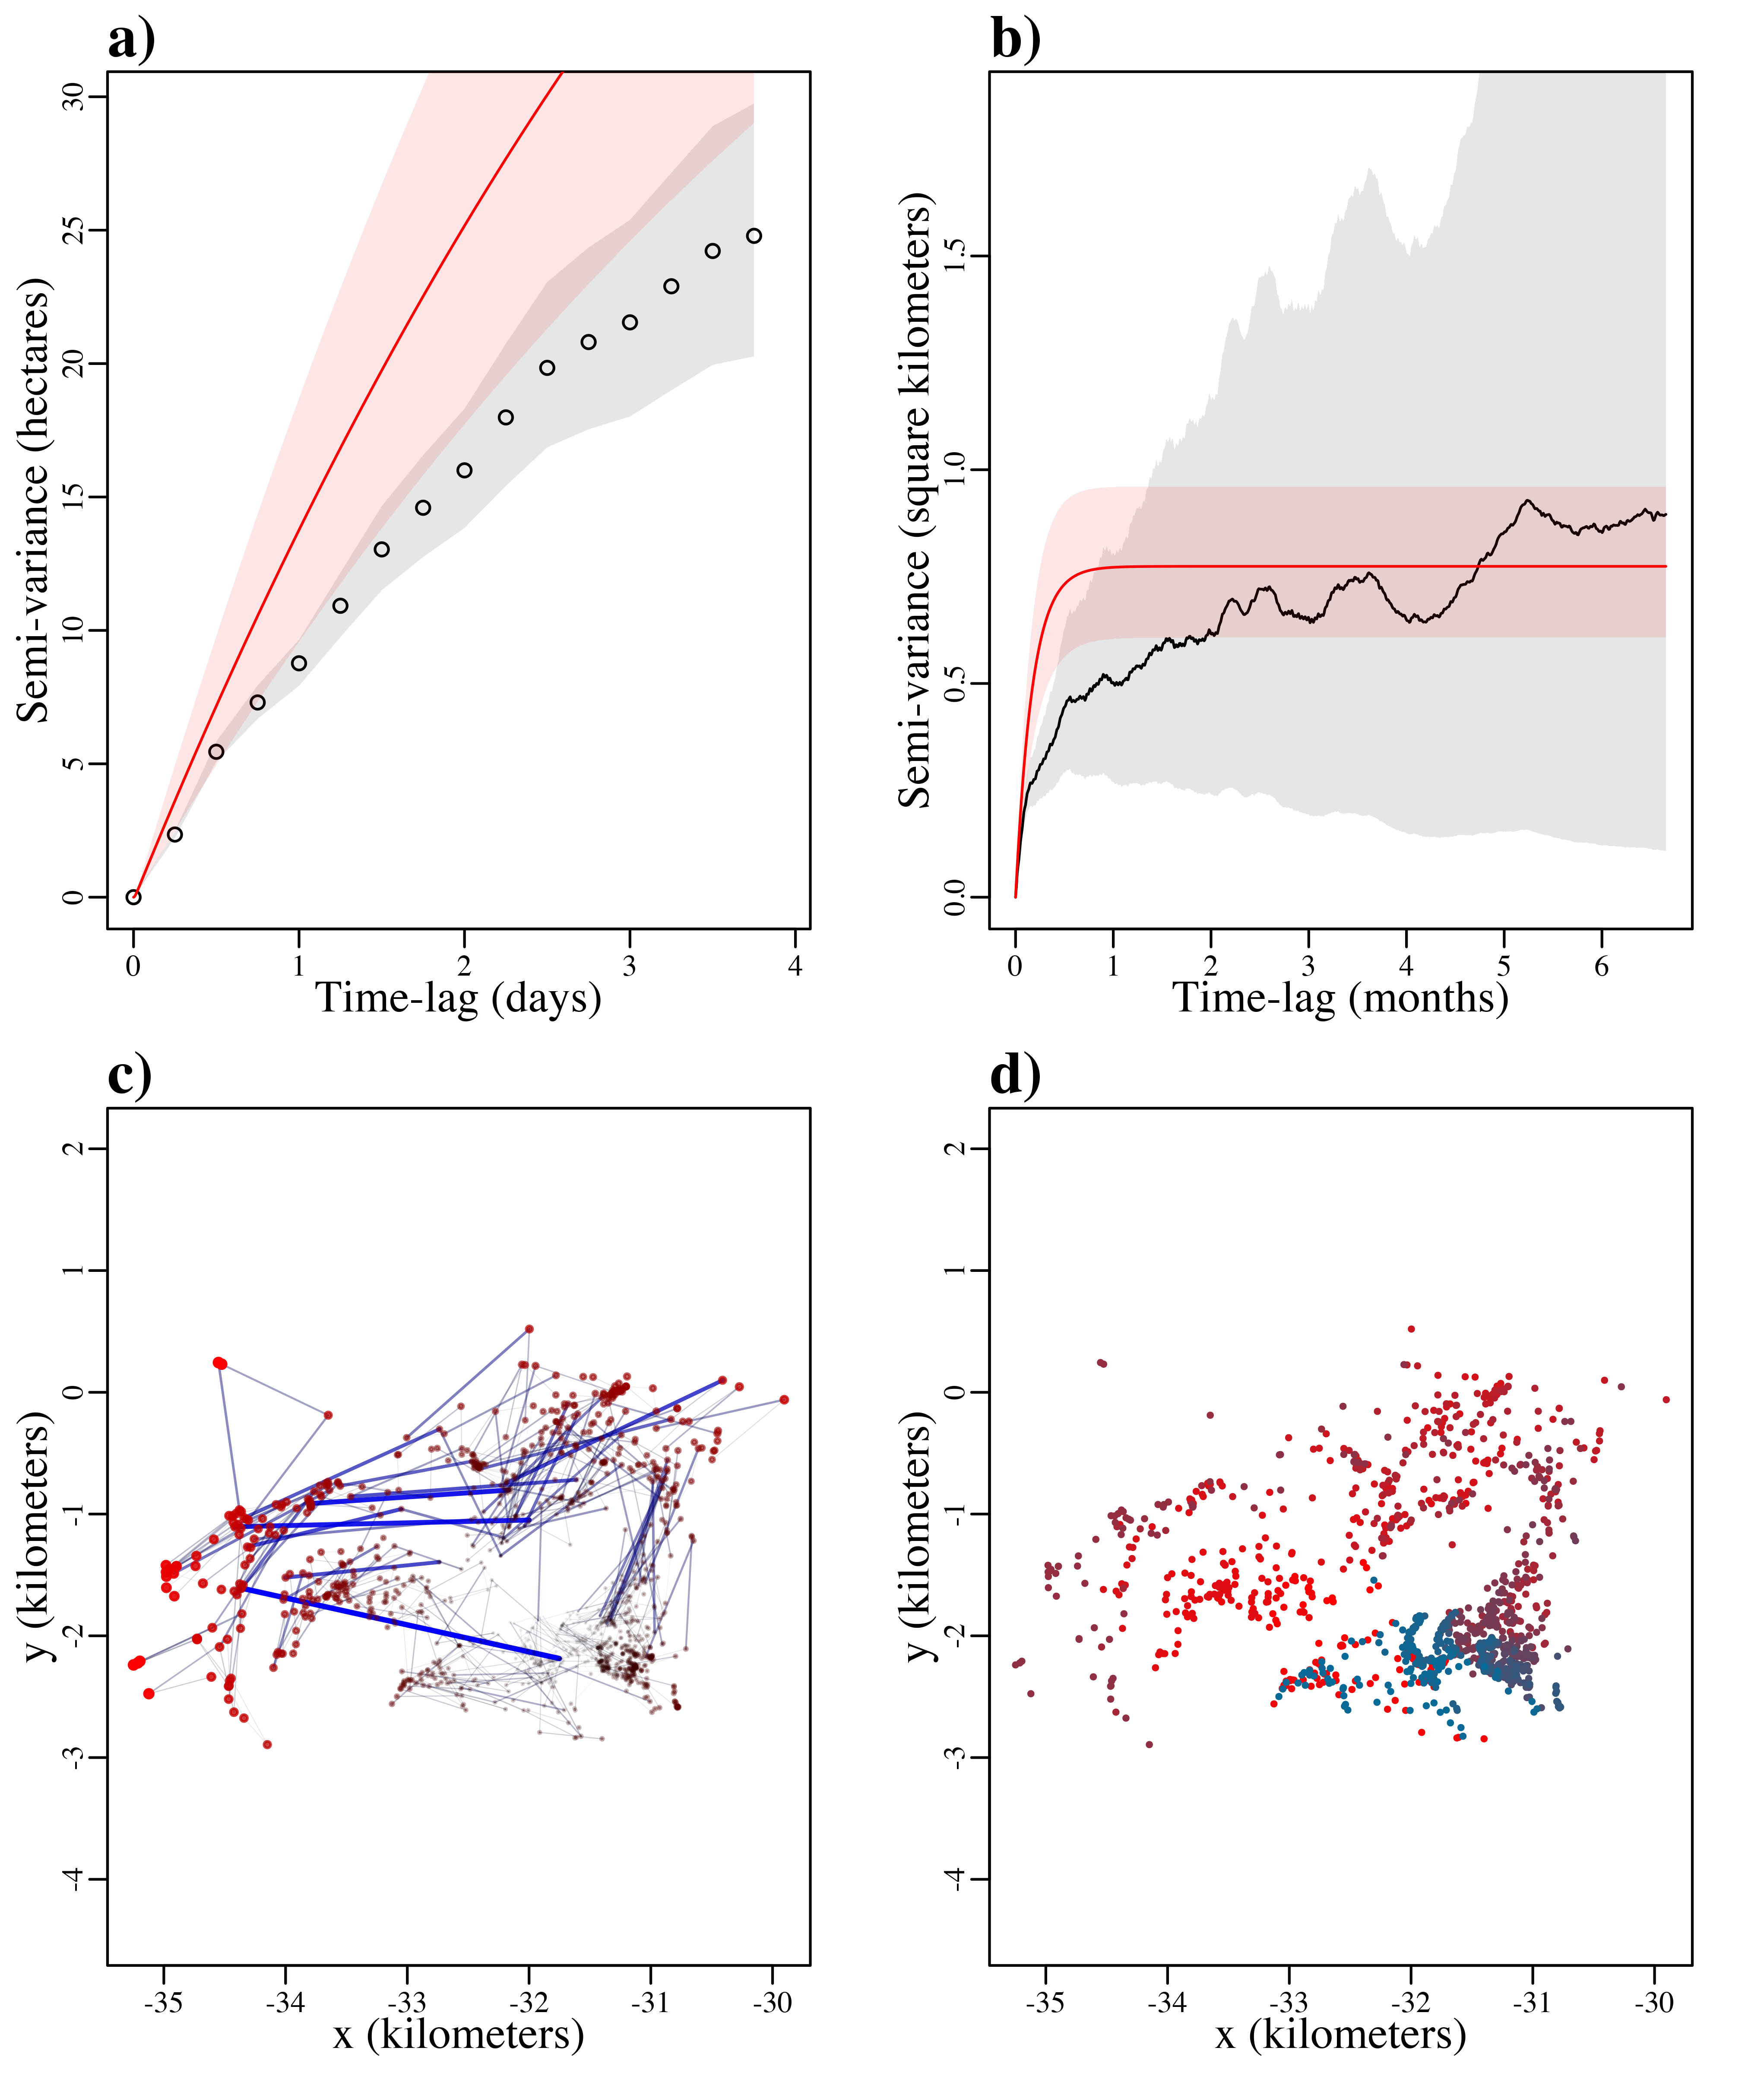 a)
30
25
20
15
10
5
0
Semi-variance (hectares)
0 1 2 3 4
Time-lag (days)
b)
1.5
1.0
0.5
0.0
Semi-variance (square kilometers)
0 1 2 3 4 5 6
Time-lag (months)
c)
2
1
0
-1
-2
-3
-4
y (kilometers)
-35 -34 -33 -32 -31 -30
x (kilometers)
d)
2
1
0
-1
-2
-3
-4
y (kilometers)
-35 -34 -33 -32 -31 -30
x (kilometers)